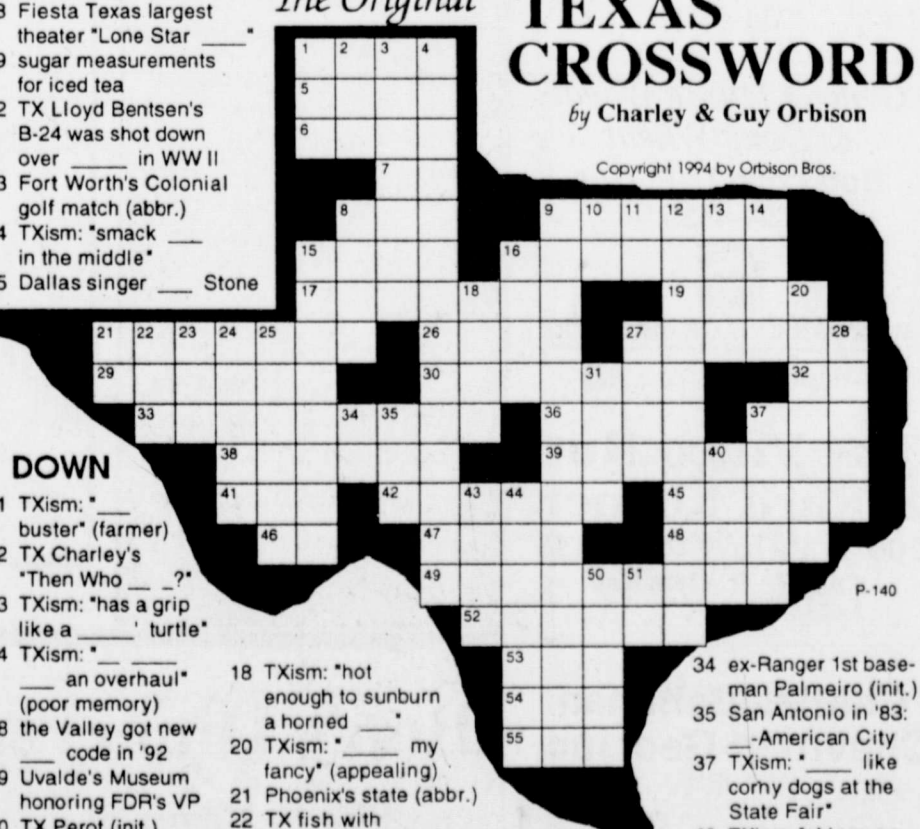 3 Fiesta Texas largest
theater "Lone Star ____"
9 sugar measurements
for iced tea
2 TX Lloyd Bentsen's
B-24 was shot down
over ____ in WW II
3 Fort Worth's Colonial
golf match (abbr.)
4 TXism: "smack ___
in the middle"
5 Dallas singer ___ Stone
The Original
TEXAS
CROSSWORD
by Charley & Guy Orbison
Copyright 1994 by Orbison Bros.
1 2 3 4
5
6
7
8 9 10 11 12 13 14
15 16
17 18 19 20
21 22 23 24 25 26 27 28
29 30 31 32
33 34 35 36 37
38 39 40
41 42 43 44 45
46 47 48
49 50 51
52
53
54
55
P-140
DOWN
1 TXism: "___
buster" (farmer)
2 TX Charley's
"Then Who __ _?"
3 TXism: "has a grip
like a _____' turtle"
4 TXism: "__ ____
___ an overhaul"
(poor memory)
8 the Valley got new
___ code in '92
9 Uvalde's Museum
honoring FDR's VP
0 TX Perot (init.)
18 TXism: "hot
enough to sunburn
a horned ____"
20 TXism: "_____ my
fancy" (appealing)
21 Phoenix's state (abbr.)
22 TX fish with
34 ex-Ranger 1st base-
man Palmeiro (init.)
35 San Antonio in '83:
__-American City
37 TXism: "____ like
corny dogs at the
State Fair"